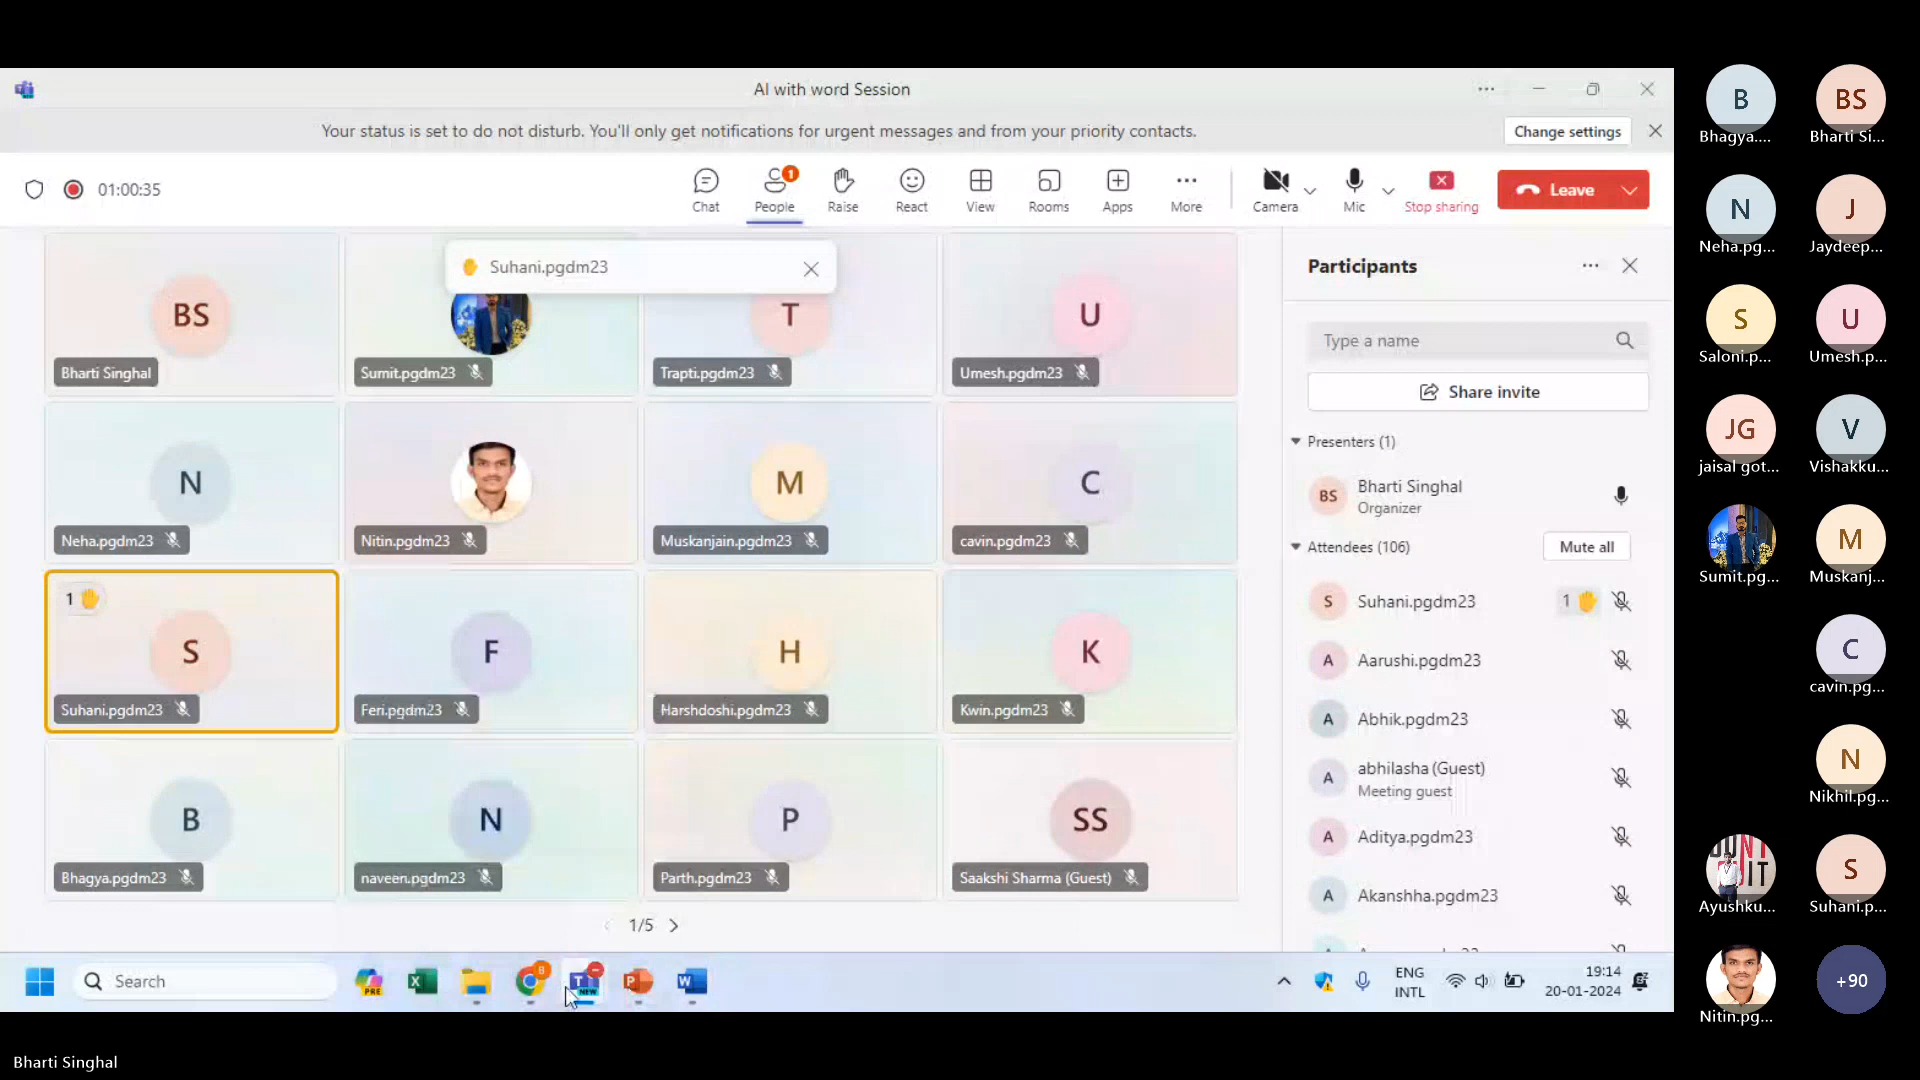 AI with word Session
Your status is set to do not disturb. You'll only get notifications for urgent messages and from your priority contacts.
Change settings
01:00:35
Chat
People
1
Raise
React
View
Rooms
Apps
More
Camera
Mic
Stop sharing
Leave
Suhani.pgdm23
BS
Bharti Singhal
Sumit.pgdm23
T
Trapti.pgdm23
U
Umesh.pgdm23
N
Neha.pgdm23
Nitin.pgdm23
M
Muskanjain.pgdm23
C
cavin.pgdm23
1
S
Suhani.pgdm23
F
Feri.pgdm23
H
Harshdoshi.pgdm23
K
Kwin.pgdm23
B
Bhagya.pgdm23
N
naveen.pgdm23
P
Parth.pgdm23
SS
Saakshi Sharma (Guest)
1/5
Participants
Type a name
Share invite
Presenters (1)
BS
Bharti Singhal
Organizer
Attendees (106)
Mute all
S
Suhani.pgdm23
1
A
Aarushi.pgdm23
A
Abhik.pgdm23
A
abhilasha (Guest)
Meeting guest
A
Aditya.pgdm23
A
Akanshha.pgdm23
Search
PRE
8
NEW
ENG
INTL
19:14
20-01-2024
B
Bhagya....
BS
Bharti Si...
N
Neha.pg...
J
Jaydeep...
S
Saloni.p...
U
Umesh.p...
JG
jaisal got...
V
Vishakku...
Sumit.pg...
M
Muskanj...
C
cavin.pg...
N
Nikhil.pg...
Ayushku...
S
Suhani.p...
Nitin.pg...
+90
Bharti Singhal